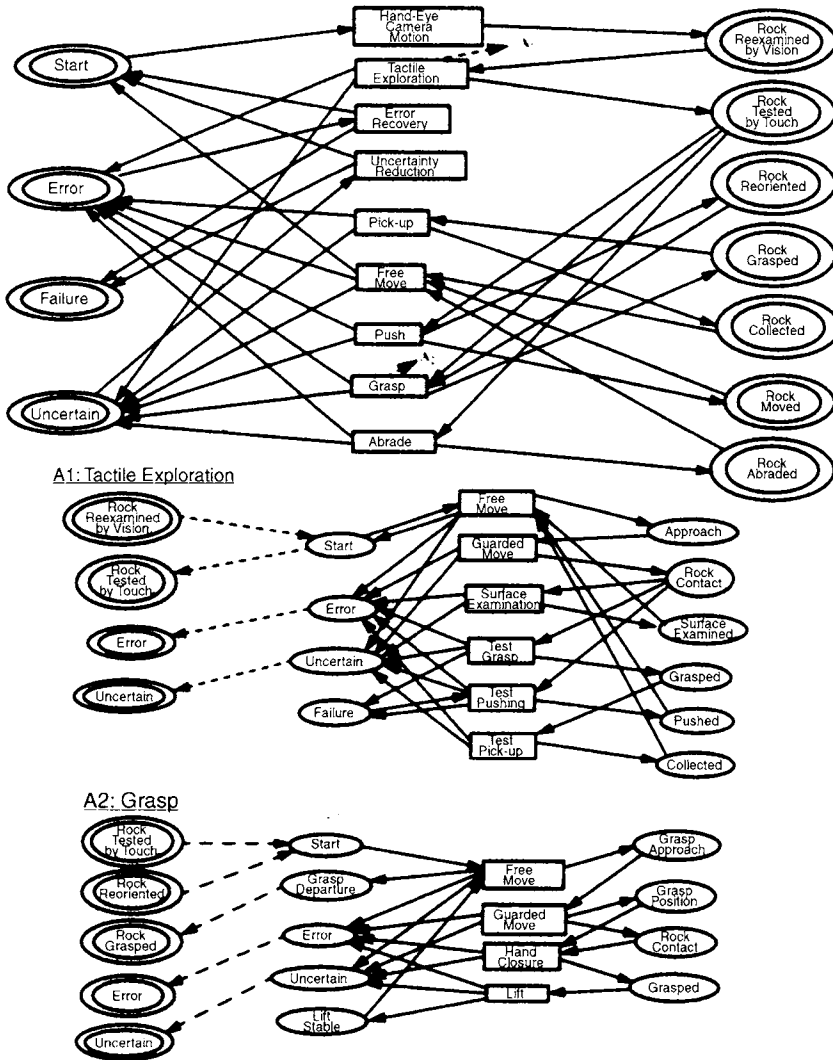 Hand-Eye
Camera
Motion
Rock
Reexamined
by Vision
Start
Tactile
Exploration
Error
Recovery
Rock
Tested
by Touch
Uncertainty
Reduction
Error
Rock
Reoriented
Pick-up
Rock
Grasped
Free
Move
Failure
Rock
Collected
Push
Grasp
Rock
Moved
Uncertain
Abrade
Rock
Abraded
A1: Tactile Exploration
Rock
Reexamined
by Vision
Start
Free
Move
Approach
Guarded
Move
Rock
Tested
by Touch
Rock
Contact
Error
Surface
Examination
Surface
Examined
Error
Uncertain
Test
Grasp
Grasped
Uncertain
Failure
Test
Pushing
Pushed
Test
Pick-up
Collected
A2: Grasp
Rock
Tested
by Touch
Start
Grasp
Approach
Rock
Reoriented
Grasp
Departure
Free
Move
Grasp
Position
Rock
Grasped
Error
Guarded
Move
Rock
Contact
Hand
Closure
Error
Uncertain
Lift
Grasped
Uncertain
Lift
Stable